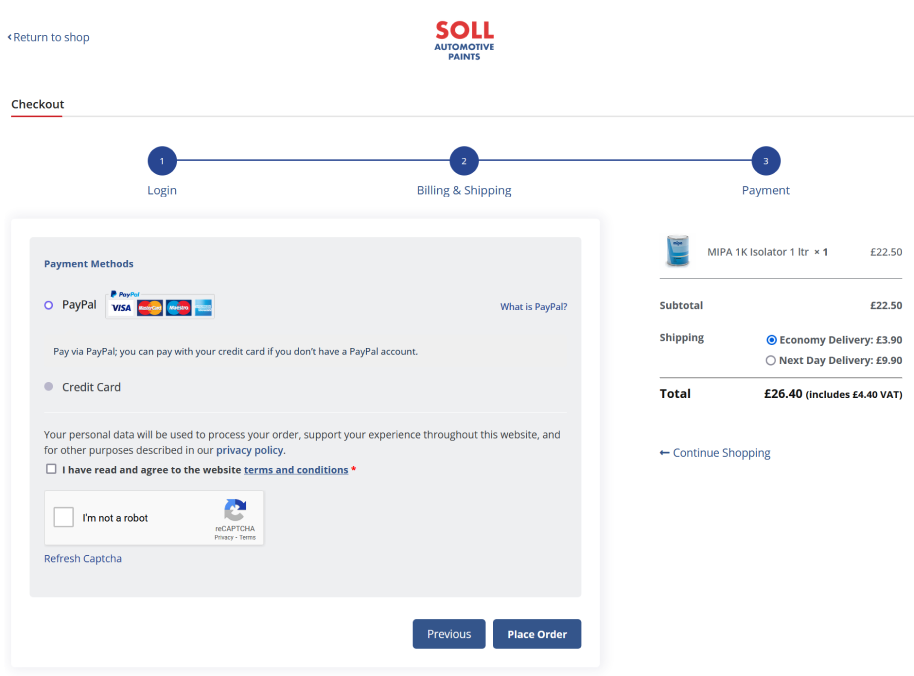 ‹Return to shop
SOLL
AUTOMOTIVE
PAINTS
Checkout
1
2
3
Login
Billing & Shipping
Payment
Payment Methods
PayPal
PayPal
VISA MasterCard Maestro
What is PayPal?
Pay via PayPal; you can pay with your credit card if you don't have a PayPal account.
Credit Card
Your personal data will be used to process your order, support your experience throughout this website, and
for other purposes described in our privacy policy.
I have read and agree to the website terms and conditions *
I'm not a robot
reCAPTCHA
Privacy - Terms
Refresh Captcha
Previous
Place Order
mipa
MIPA 1K Isolator 1 ltr × 1 £22.50
Subtotal £22.50
Shipping
Economy Delivery: £3.90
Next Day Delivery: £9.90
Total £26.40 (includes £4.40 VAT)
← Continue Shopping